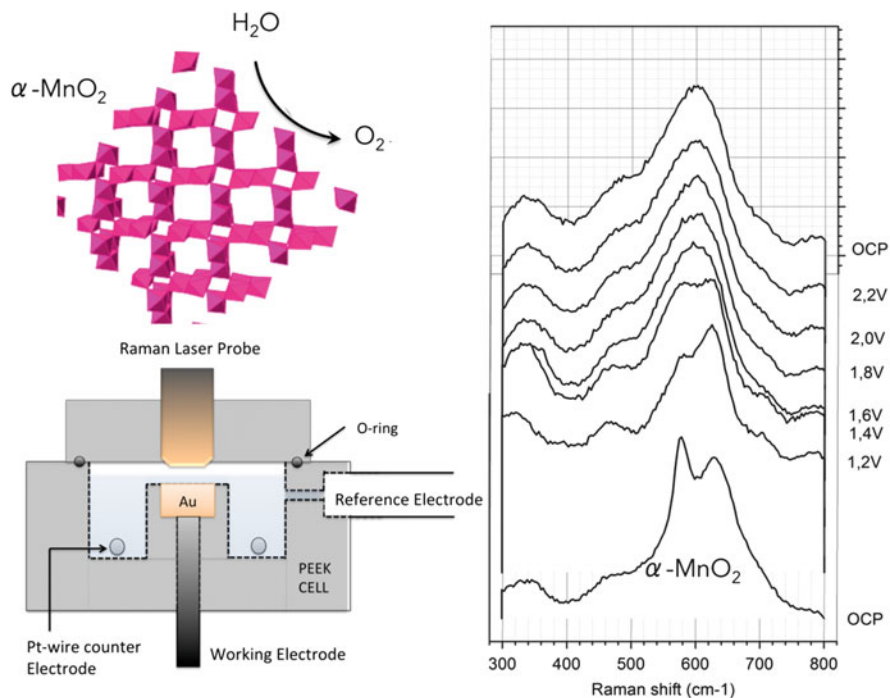 H₂O
α-MnO₂
O₂
Raman Laser Probe
O-ring
Au
Reference Electrode
PEEK
CELL
Pt-wire counter
Electrode
Working Electrode
OCP
2,2V
2,0V
1,8V
1,6V
1,4V
1,2V
α-MnO₂
OCP
300 400 500 600 700 800
Raman shift (cm-1)